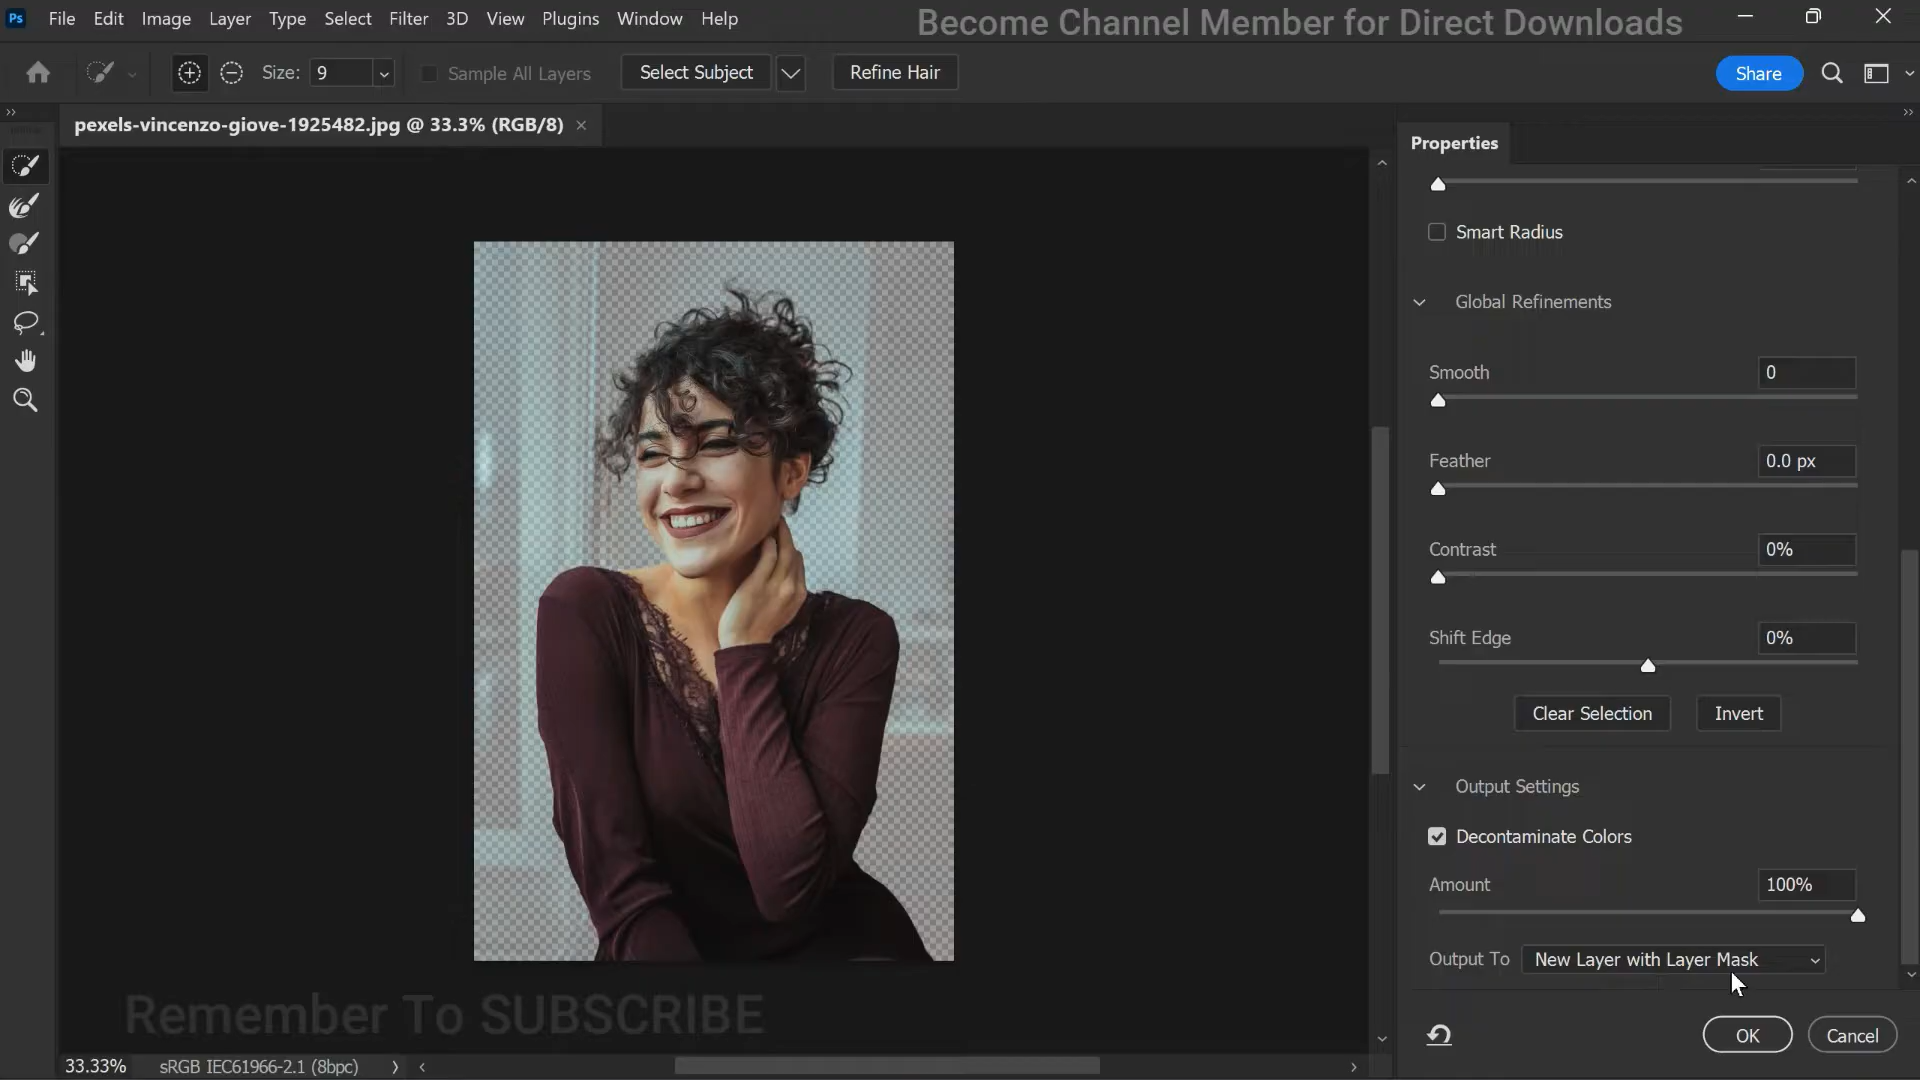 Ps File Edit Image Layer Type Select Filter 3D View Plugins Window Help
Become Channel Member for Direct Downloads
Size: 9 Sample All Layers Select Subject Refine Hair Share
pexels-vincenzo-giove-1925482.jpg @ 33.3% (RGB/8)
Properties
Smart Radius
Global Refinements
Smooth 0
Feather 0.0 px
Contrast 0%
Shift Edge 0%
Clear Selection Invert
Output Settings
Decontaminate Colors
Amount 100%
Output To New Layer with Layer Mask
Remember To SUBSCRIBE
OK Cancel
33.33% sRGB IEC61966-2.1 (8bpc)